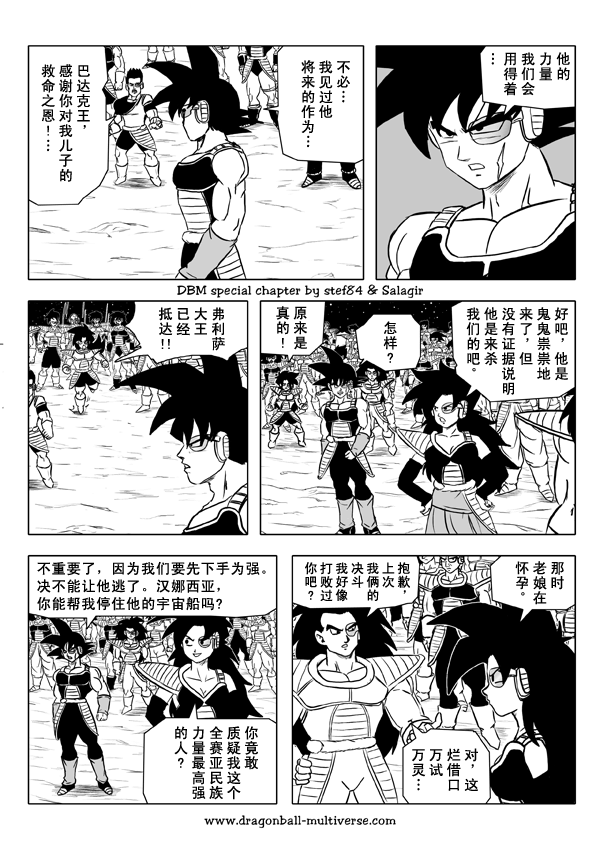 巴达克王，
感谢你对我儿子的
救命之恩！…
不必…
我见过他
将来的作为…
他的
力量
我们会
用得着
…
DBM special chapter by stef84 & Salagir
弗利萨
大王
已经
抵达!!
原来是
真的！
怎样？
好吧，他是
鬼鬼祟祟地
来了，但
没有证据说明
他是来杀
我们的吧。
不重要了，因为我们要先下手为强。
决不能让他逃了。汉娜西亚，
你能帮我停住他的宇宙船吗？
你竟敢
质疑我这个
全赛亚民族
力量最高强
的人？
抱歉，
上次
我俩的
决斗
我好像
打败过
你吧？
那时
老娘在
怀孕。
对，这
烂借口
万试
万灵…
www.dragonball-multiverse.com